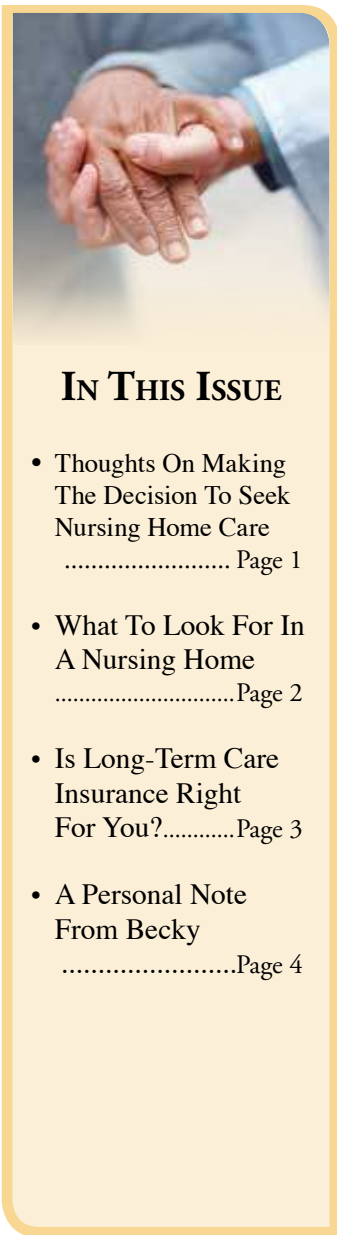 In This Issue
• Thoughts On Making
The Decision To Seek
Nursing Home Care
......................... Page 1
• What To Look For In
A Nursing Home
............................Page 2
• Is Long-Term Care
Insurance Right
For You?............Page 3
• A Personal Note
From Becky
........................Page 4